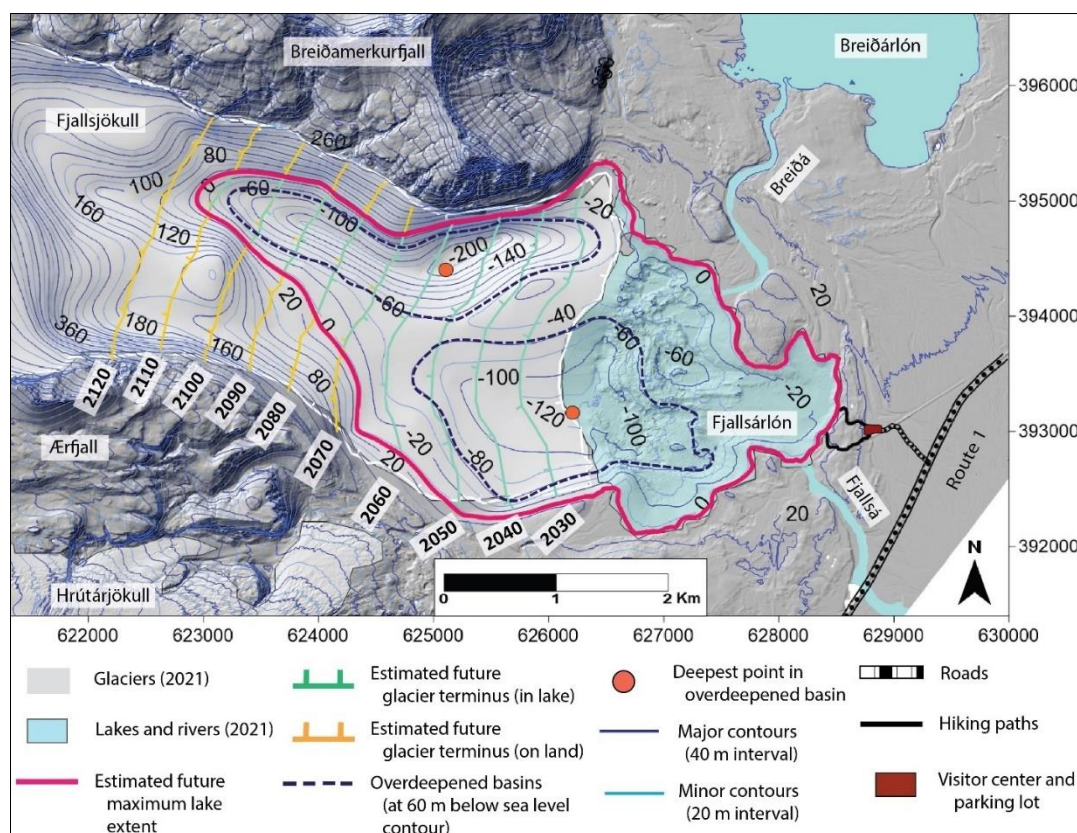 Breiðamerkurfjall
Breiðárlón
396000
Fjallsjökull
260
80
100
0
-60
Breiðá
160
-100
-20
395000
120
-200
-140
0
20
20
-60
-40
394000
180
0
-60
-60
360
160
-100
-20
80
-120
-100
Fjallsárlón
393000
2120
2110
2100
2090
2080
2070
2060
2050
2040
2030
Ærfjall
-20
-80
20
0
20
Fjallsá
Route 1
N
392000
Hrútárjökull
0 1 2 Km
622000 623000 624000 625000 626000 627000 628000 629000 630000
Glaciers (2021)
Lakes and rivers (2021)
Estimated future
maximum lake
extent
Estimated future
glacier terminus (in lake)
Estimated future
glacier terminus (on land)
Overdeepened basins
(at 60 m below sea level
contour)
Deepest point in
overdeepened basin
Major contours
(40 m interval)
Minor contours
(20 m interval)
Roads
Hiking paths
Visitor center and
parking lot